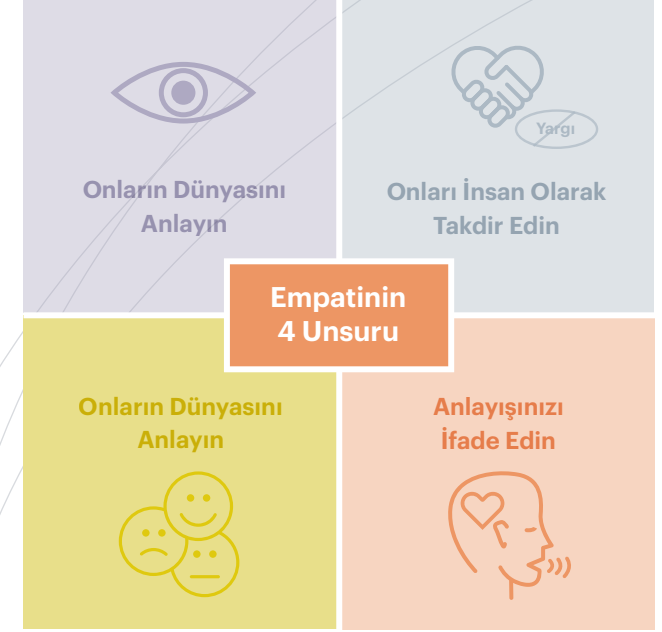 Yargı
Onların Dünyasını
Anlayın
Onları İnsan Olarak
Takdir Edin
Empatinin
4 Unsuru
Onların Dünyasını
Anlayın
Anlayışınızı
İfade Edin